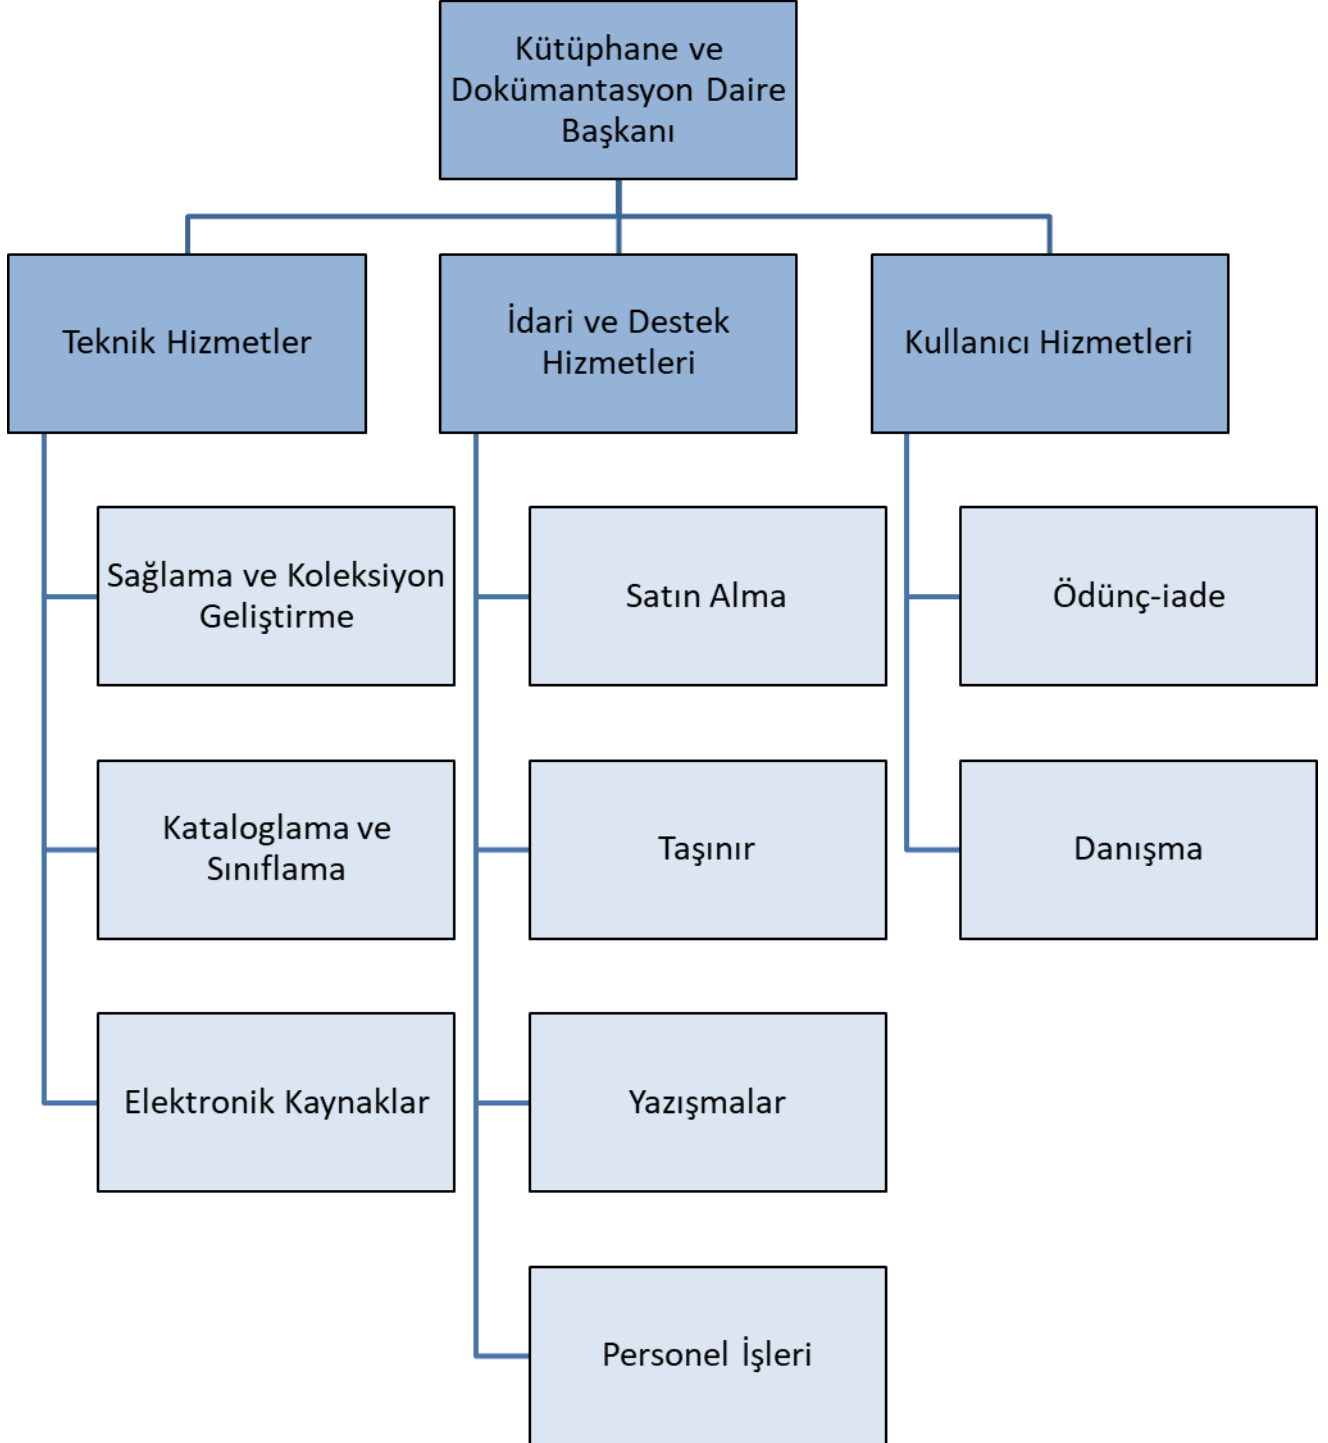 Kütüphane ve
Dokümantasyon Daire
Başkanı
Teknik Hizmetler
İdari ve Destek
Hizmetleri
Kullanıcı Hizmetleri
Sağlama ve Koleksiyon
Geliştirme
Satın Alma
Ödünç-iade
Kataloglama ve
Sınıflama
Taşınır
Danışma
Elektronik Kaynaklar
Yazışmalar
Personel İşleri